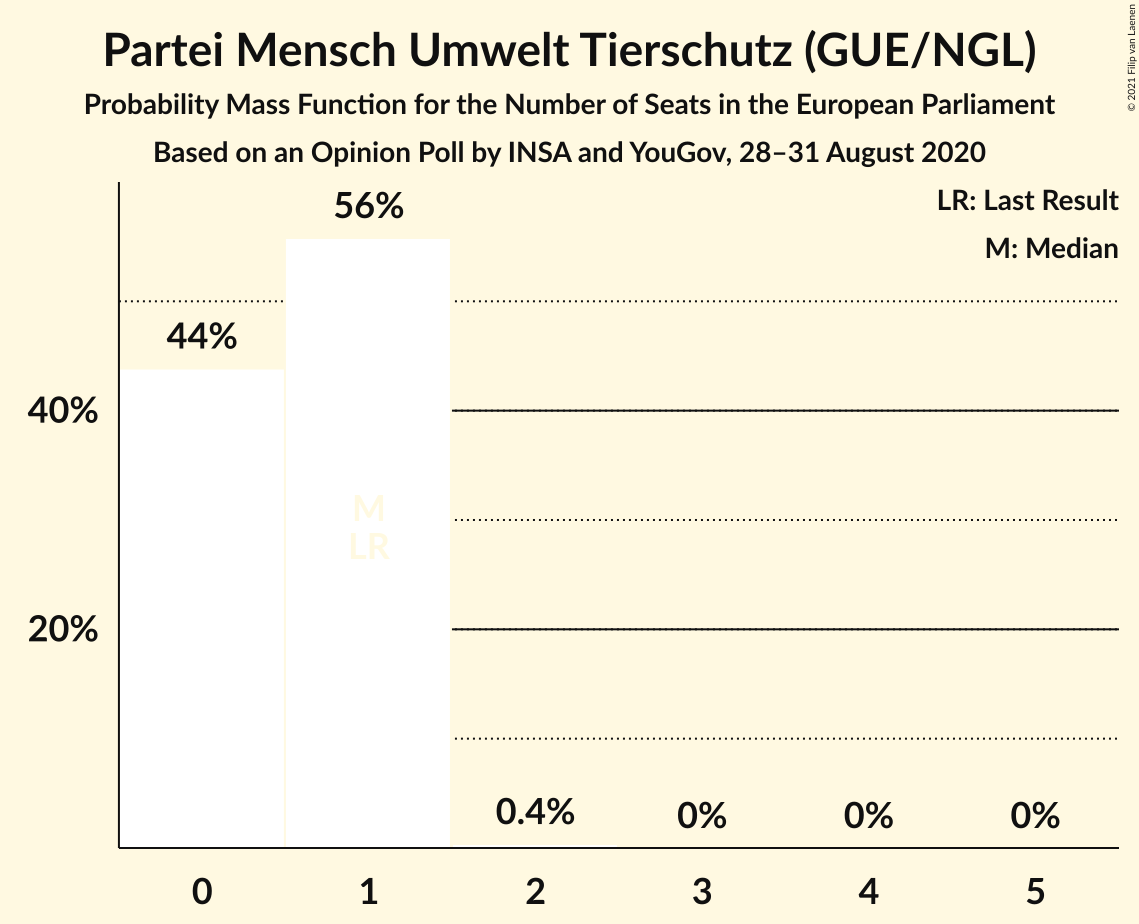 Partei Mensch Umwelt Tierschutz (GUE/NGL)
Probability Mass Function for the Number of Seats in the European Parliament
Based on an Opinion Poll by INSA and YouGov, 28–31 August 2020
© 2021 Filip van Laenen
LR: Last Result
M: Median
56%
44%
40%
M
LR
20%
0.4%
0%
0%
0%
0
1
2
3
4
5